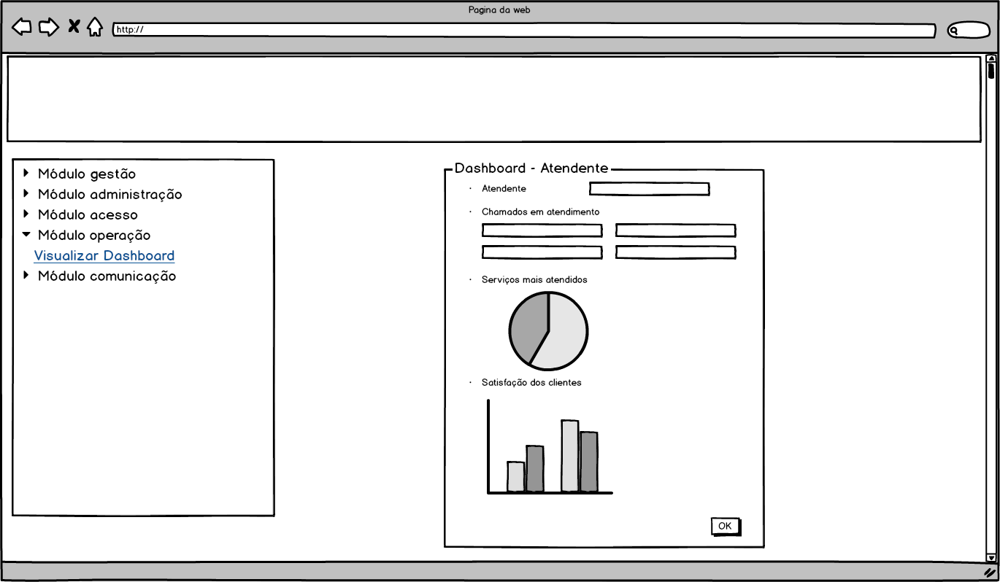 Pagina da web
http://
Módulo gestão
Módulo administração
Módulo acesso
Módulo operação
Visualizar Dashboard
Módulo comunicação
Dashboard - Atendente
· Atendente
· Chamados em atendimento
· Serviços mais atendidos
· Satisfação dos clientes
OK